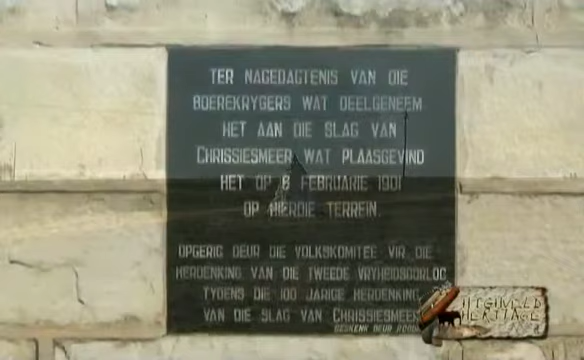 TER NAGEDAGTENIS VAN DIE
BOEREKRYGERS WAT DEELGENEEM
HET AAN DIE SLAG VAN
CHRISSIESMEER WAT PLAASGEVIND
HET OP 6 FEBRUARIE 1901
OP HIERDIE TERREIN.
OPGERIG DEUR DIE VOLKSKOMITEE VIR DIE
HERDENKING VAN DIE TWEEDE VRYHEIDSOORLOG
TYDENS DIE 100 JARIGE HERDENKING
VAN DIE SLAG VAN CHRISSIESMEER
GESKENK DEUR
HERITAGE